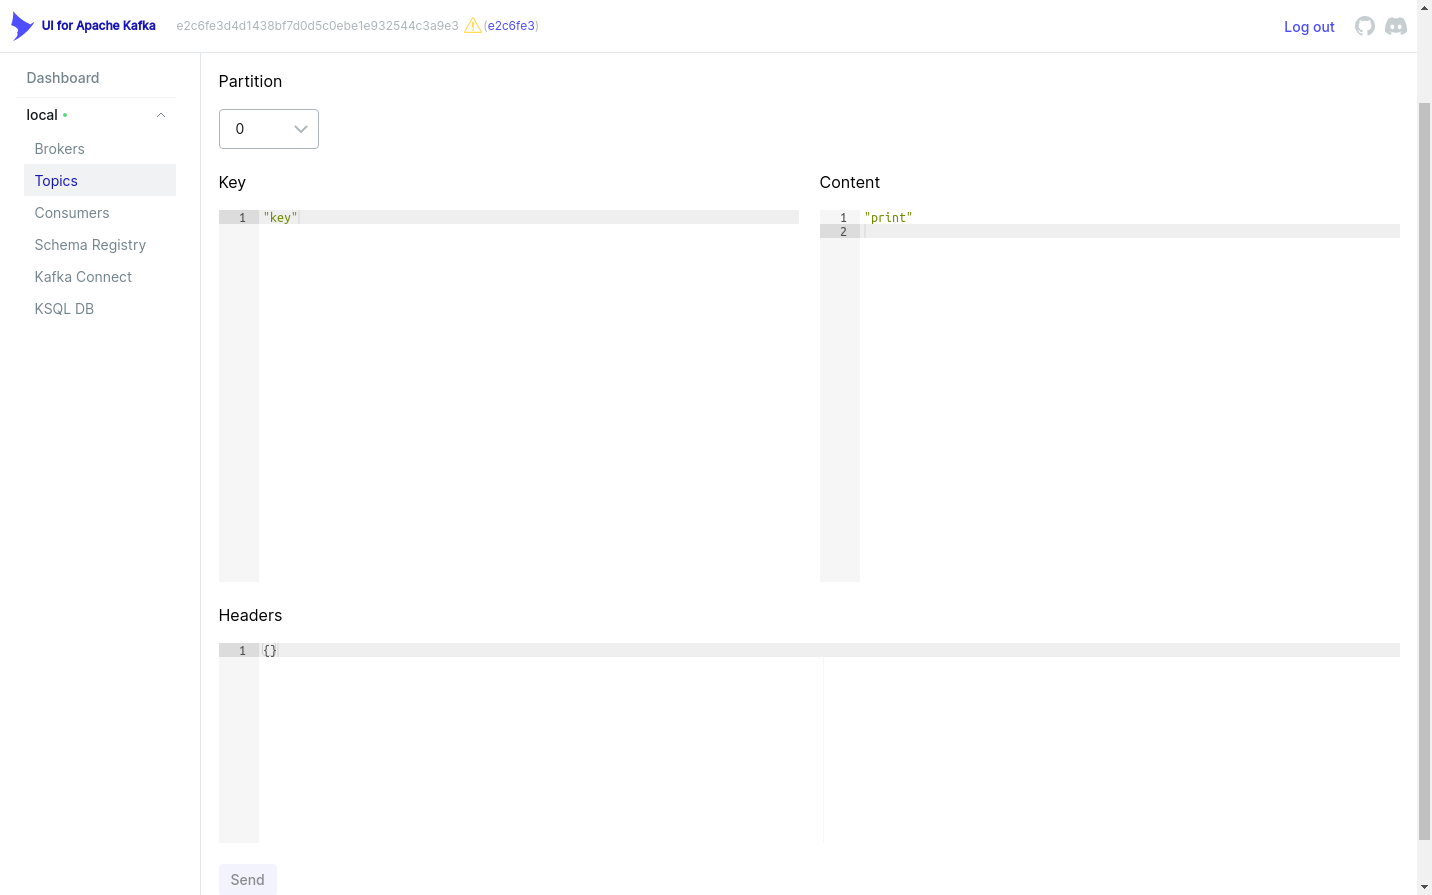 UI for Apache Kafka e2c6fe3d4d1438bf7d0d5c0ebe1e932544c3a9e3 (e2c6fe3) Log out
Dashboard
local
Brokers
Topics
Consumers
Schema Registry
Kafka Connect
KSQL DB
Partition
0
Key
1 "key"
Content
1 "print"
2
Headers
1 {}
Send